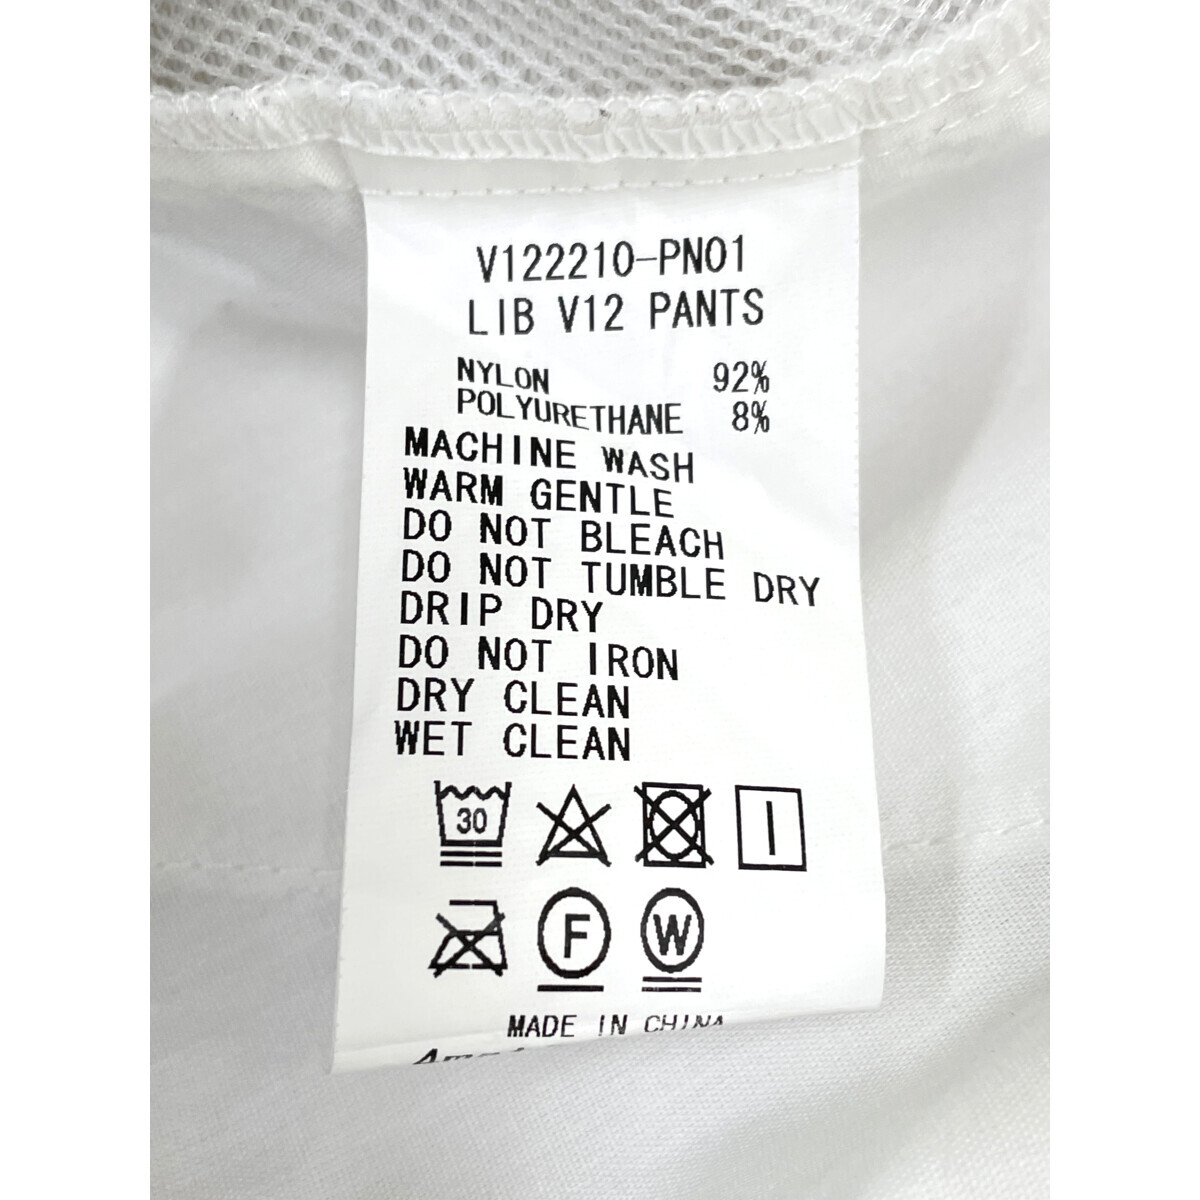 V122210-PN01
LIB V12 PANTS
NYLON 92%
POLYURETHANE 8%
MACHINE WASH
WARM GENTLE
DO NOT BLEACH
DO NOT TUMBLE DRY
DRIP DRY
DO NOT IRON
DRY CLEAN
WET CLEAN
30
F W
MADE IN CHINA